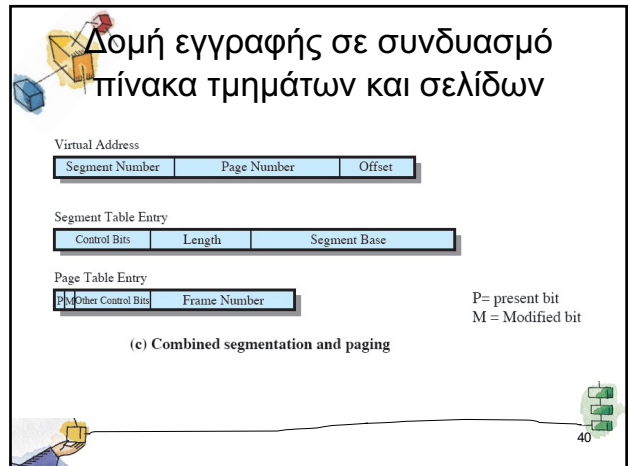 Δομή εγγραφής σε συνδυασμό
πίνακα τμημάτων και σελίδων
Virtual Address
Segment Number Page Number Offset
Segment Table Entry
Control Bits Length Segment Base
Page Table Entry
P M Other Control Bits Frame Number
P= present bit
M = Modified bit
(c) Combined segmentation and paging
40